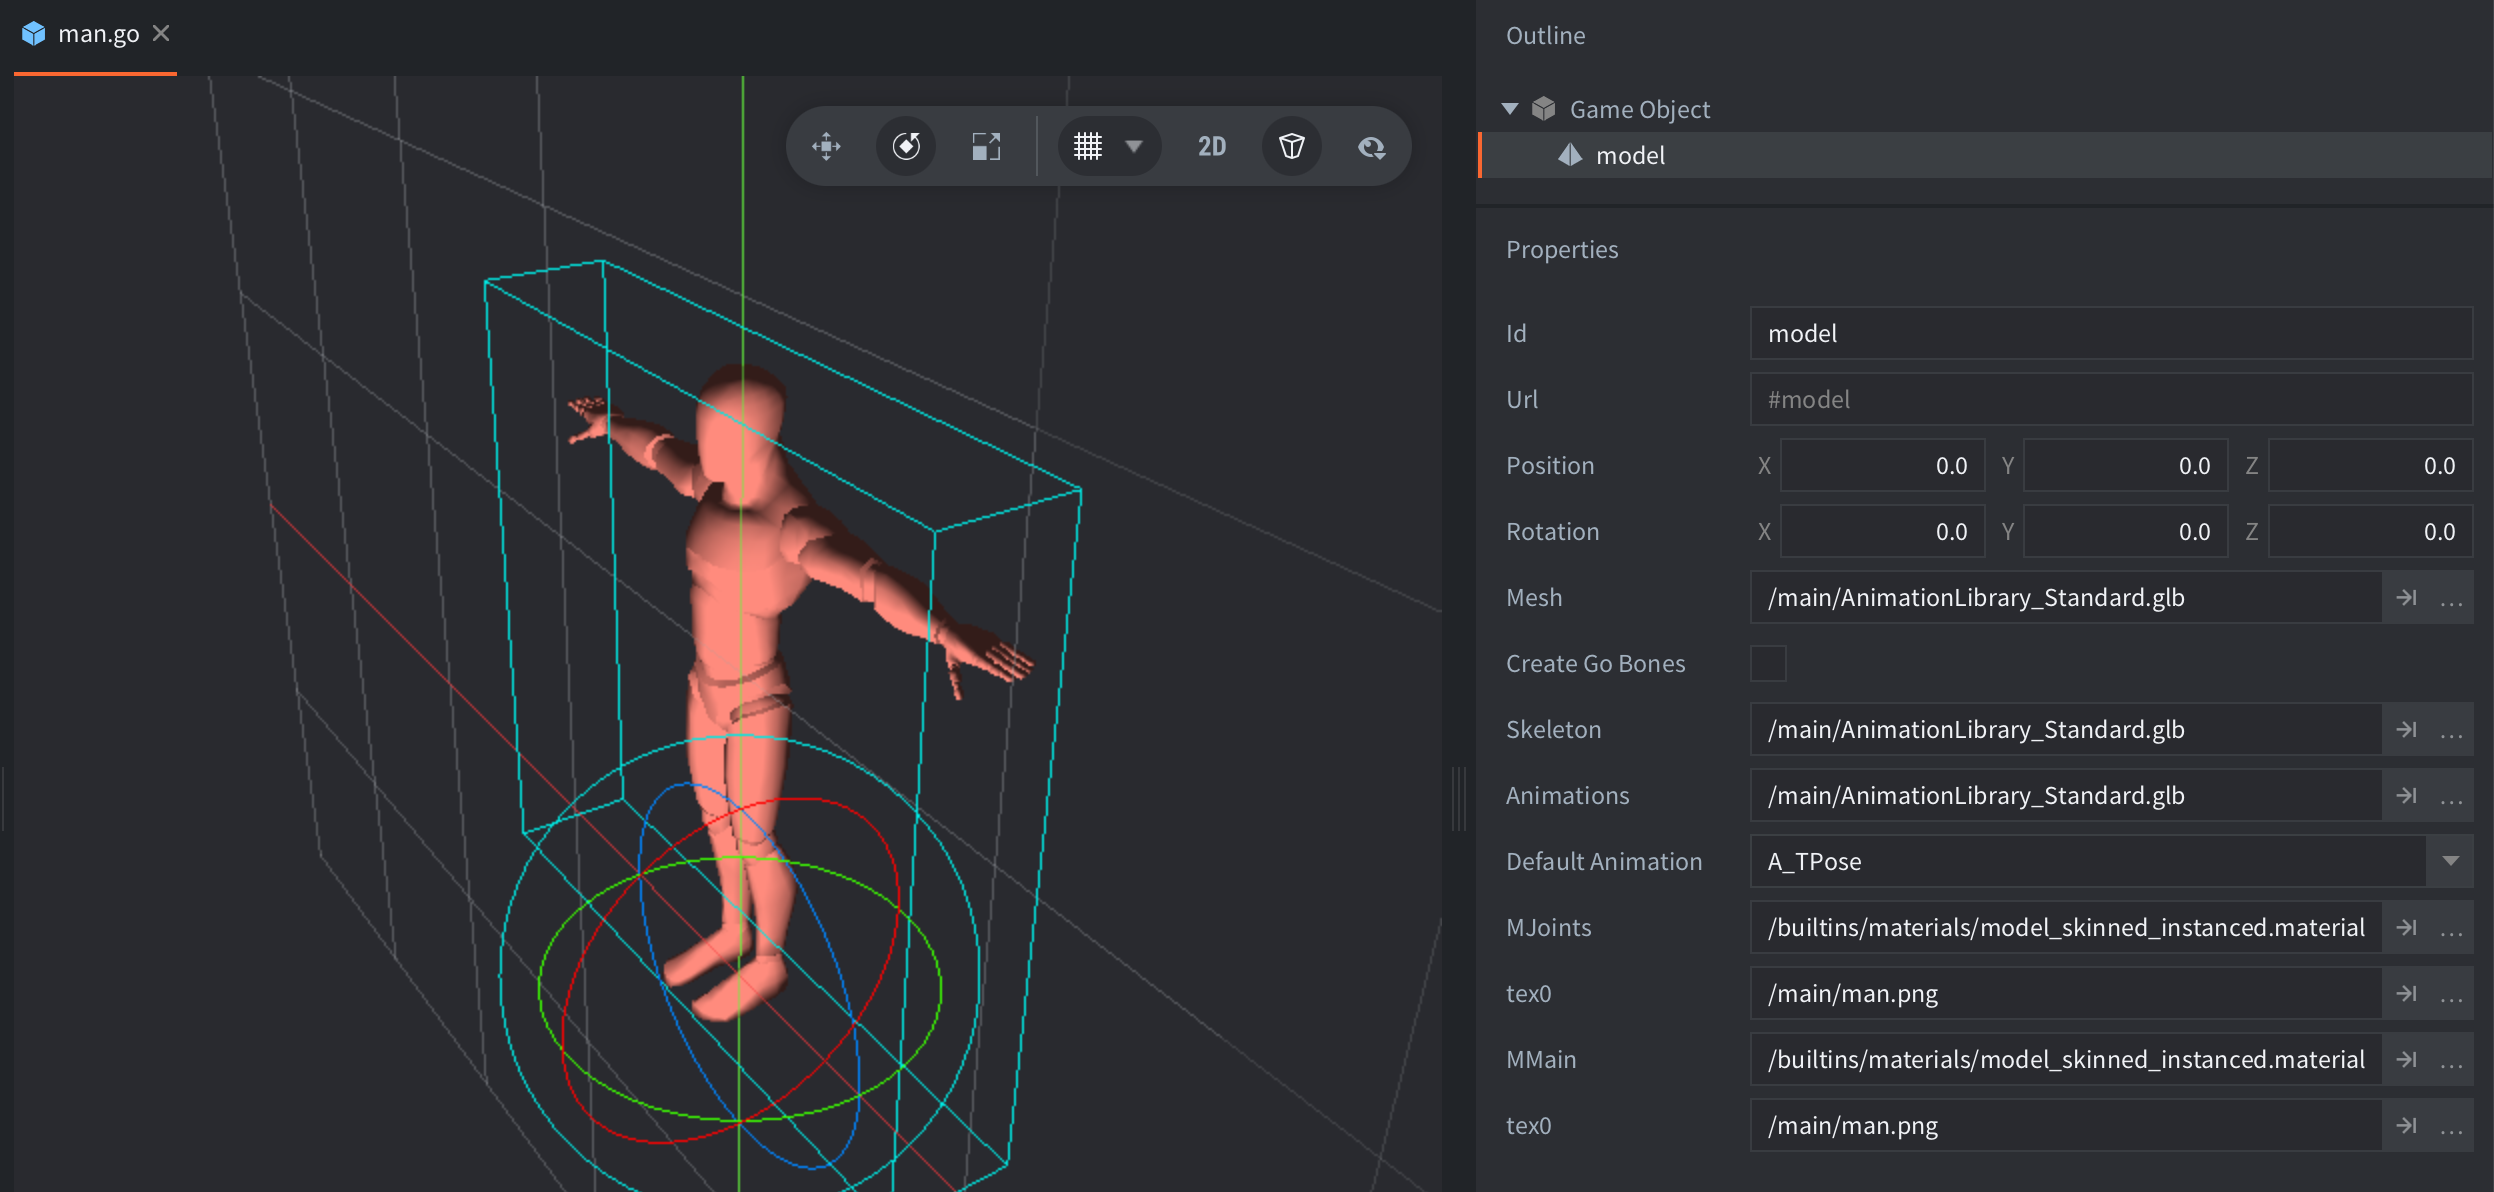 man.go
2D
Outline
Game Object
model
Properties
Id model
Url #model
Position X 0.0 Y 0.0 Z 0.0
Rotation X 0.0 Y 0.0 Z 0.0
Mesh /main/AnimationLibrary_Standard.glb ...
Create Go Bones
Skeleton /main/AnimationLibrary_Standard.glb ...
Animations /main/AnimationLibrary_Standard.glb ...
Default Animation A_TPose
MJoints /builtins/materials/model_skinned_instanced.material ...
tex0 /main/man.png ...
MMain /builtins/materials/model_skinned_instanced.material ...
tex0 /main/man.png ...